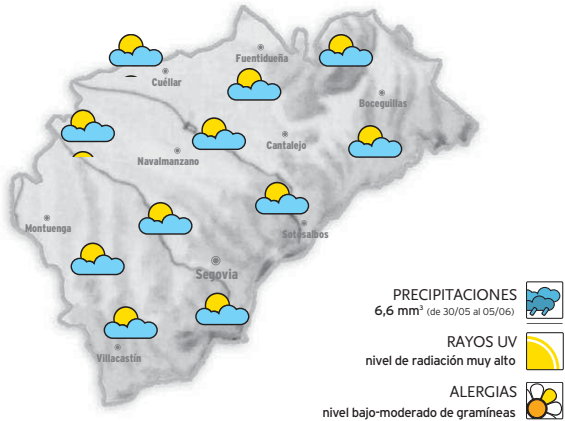 Fuentidueña
Cuéllar
Boceguillas
Cantalejo
Navalmanzano
Montuenga
Sotosalbos
Segovia
Villacastín
PRECIPITACIONES
6,6 mm³ (de 30/05 al 05/06)
RAYOS UV
nivel de radiación muy alto
ALERGIAS
nivel bajo-moderado de gramíneas